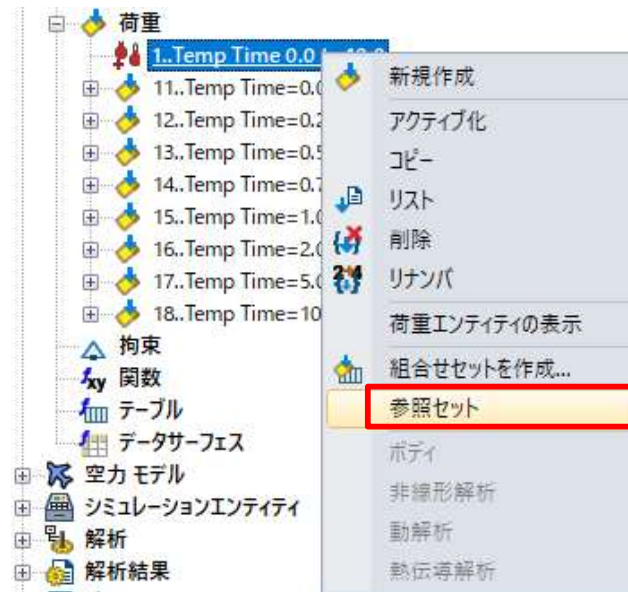 荷重
1..Temp Time 0.0
11..Temp Time=0.
12..Temp Time=0.2
13..Temp Time=0.5
14..Temp Time=0.7
15..Temp Time=1.0
16..Temp Time=2.0
17..Temp Time=5.0
18..Temp Time=10
拘束
関数
テーブル
データサーフェス
空力 モデル
シミュレーションエンティティ
解析
解析結果
新規作成
アクティブ化
コピー
リスト
削除
リナンバ
荷重エンティティの表示
組合せセットを作成...
参照セット
ボディ
非線形解析
動解析
熱伝導解析